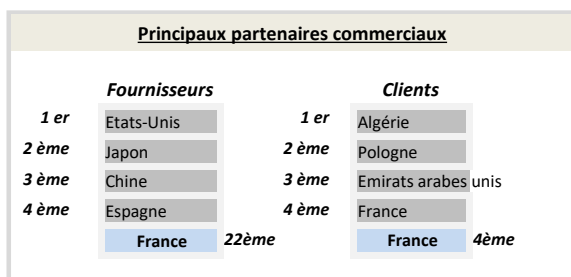 Principaux partenaires commerciaux
Fournisseurs Clients
1 er Etats-Unis 1 er Algérie
2 ème Japon 2 ème Pologne
3 ème Chine 3 ème Emirats arabes unis
4 ème Espagne 4 ème France
France 22ème France 4ème